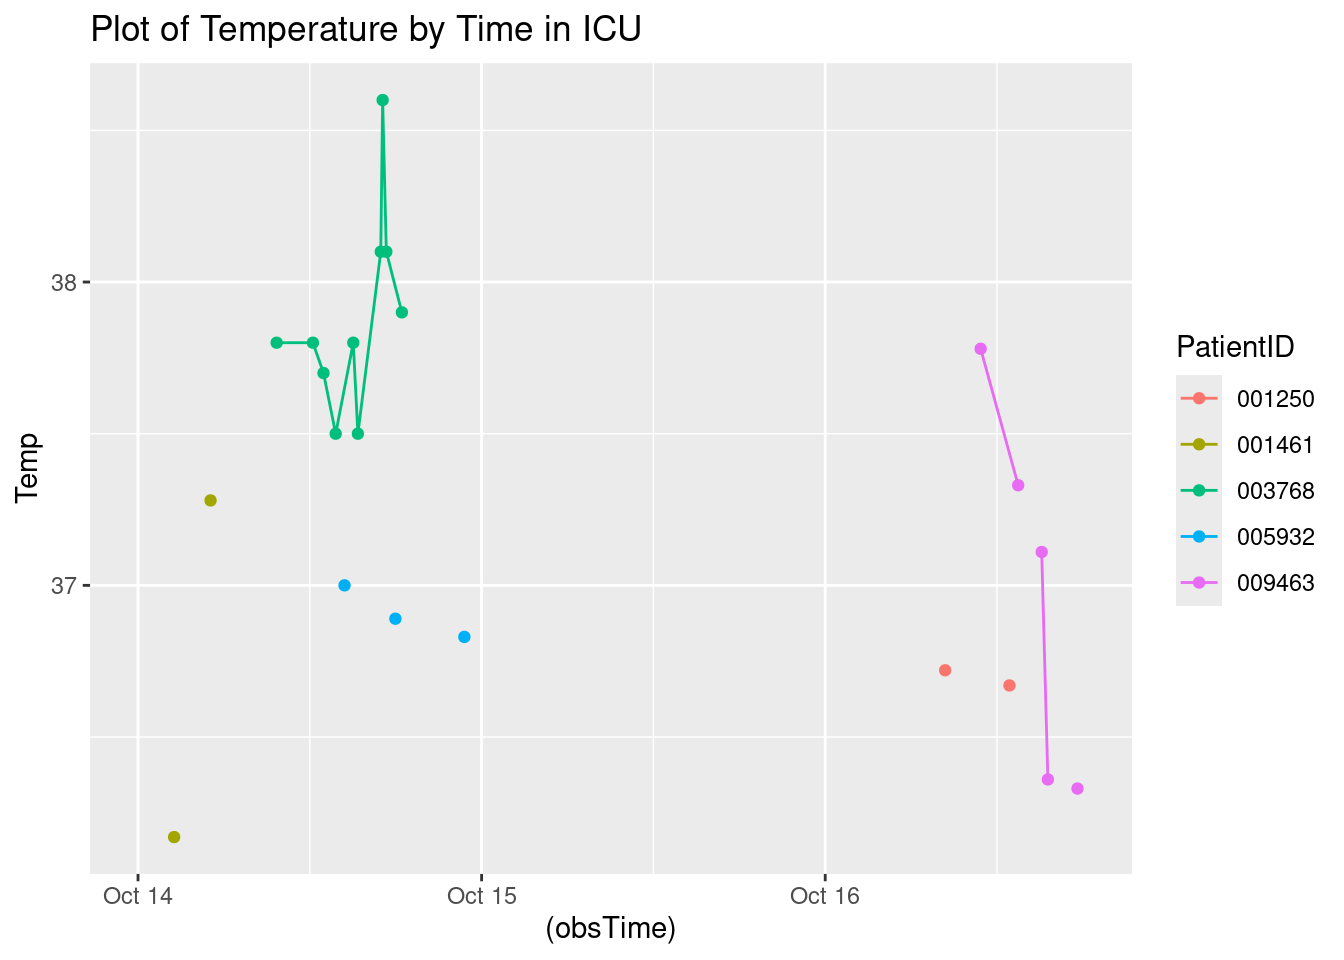 Plot of Temperature by Time in ICU
Temp
38
37
Oct 14
Oct 15
Oct 16
(obsTime)
PatientID
001250
001461
003768
005932
009463